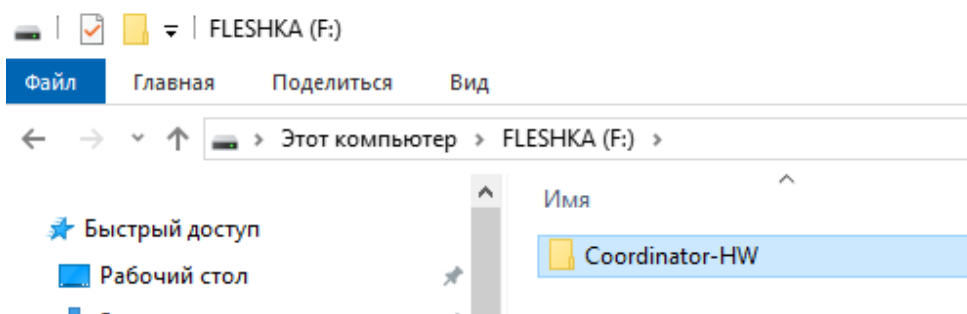 FLESHKA (F:)
Файл Главная Поделиться Вид
Этот компьютер > FLESHKA (F:) >
Имя
Быстрый доступ
Coordinator-HW
Рабочий стол